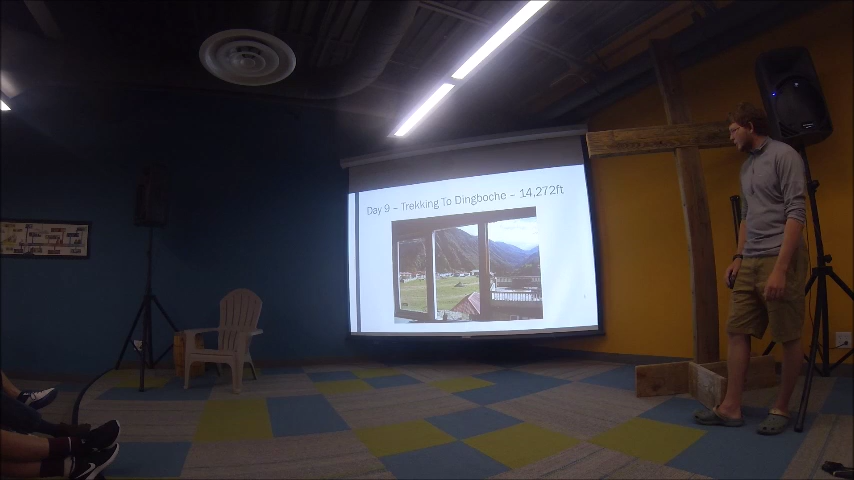 Day 9 – Trekking To Dingboche – 14,272ft